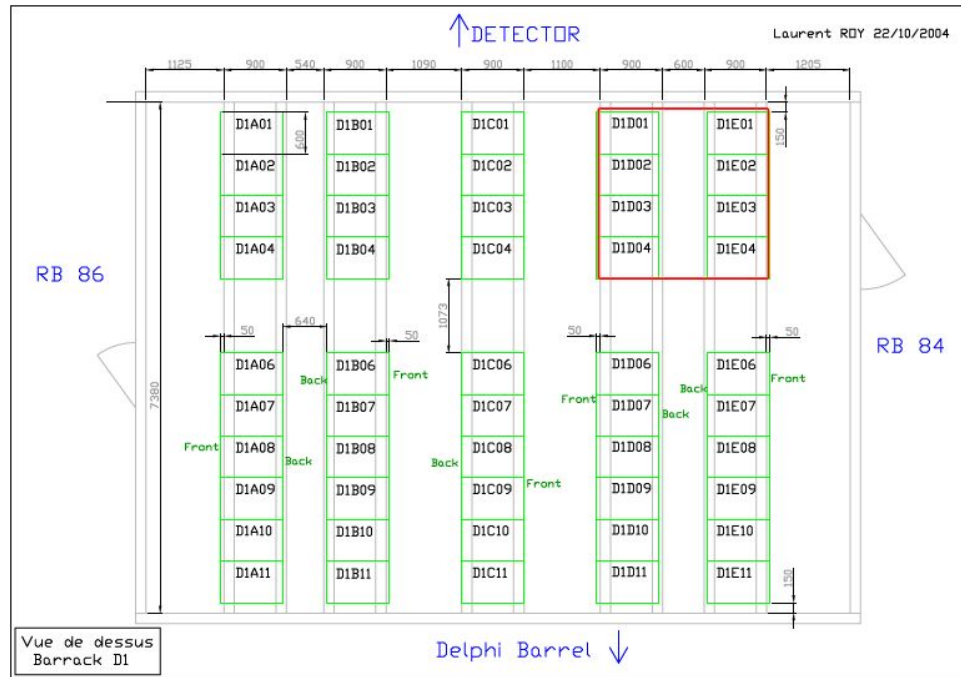 DETECTOR
Laurent ROY 22/10/2004
1125 900 540 900 1090 900 1100 900 600 900 1205
D1A01 D1B01 D1C01 D1D01 D1E01
600 150
D1A02 D1B02 D1C02 D1D02 D1E02
D1A03 D1B03 D1C03 D1D03 D1E03
D1A04 D1B04 D1C04 D1D04 D1E04
RB 86
1073
640
50 50 50 50
RB 84
D1A06 D1B06 D1C06 D1D06 D1E06
Back Front Back Front
7380
Front
D1A07 D1B07 D1C07 D1D07 D1E07
Back
D1A08 D1B08 D1C08 D1D08 D1E08
Front Back Back
D1A09 D1B09 D1C09 D1D09 D1E09
Front
D1A10 D1B10 D1C10 D1D10 D1E10
D1A11 D1B11 D1C11 D1D11 D1E11
150
Vue de dessus
Barrack D1
Delphi Barrel